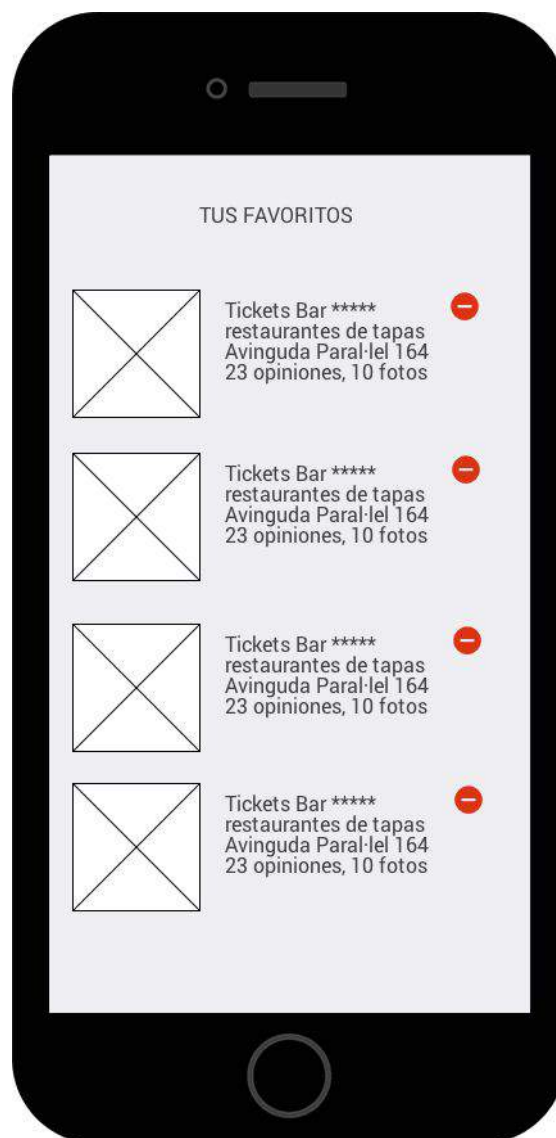 TUS FAVORITOS
Tickets Bar *****
restaurantes de tapas
Avinguda Paral·lel 164
23 opiniones, 10 fotos
Tickets Bar *****
restaurantes de tapas
Avinguda Paral·lel 164
23 opiniones, 10 fotos
Tickets Bar *****
restaurantes de tapas
Avinguda Paral·lel 164
23 opiniones, 10 fotos
Tickets Bar *****
restaurantes de tapas
Avinguda Paral·lel 164
23 opiniones, 10 fotos